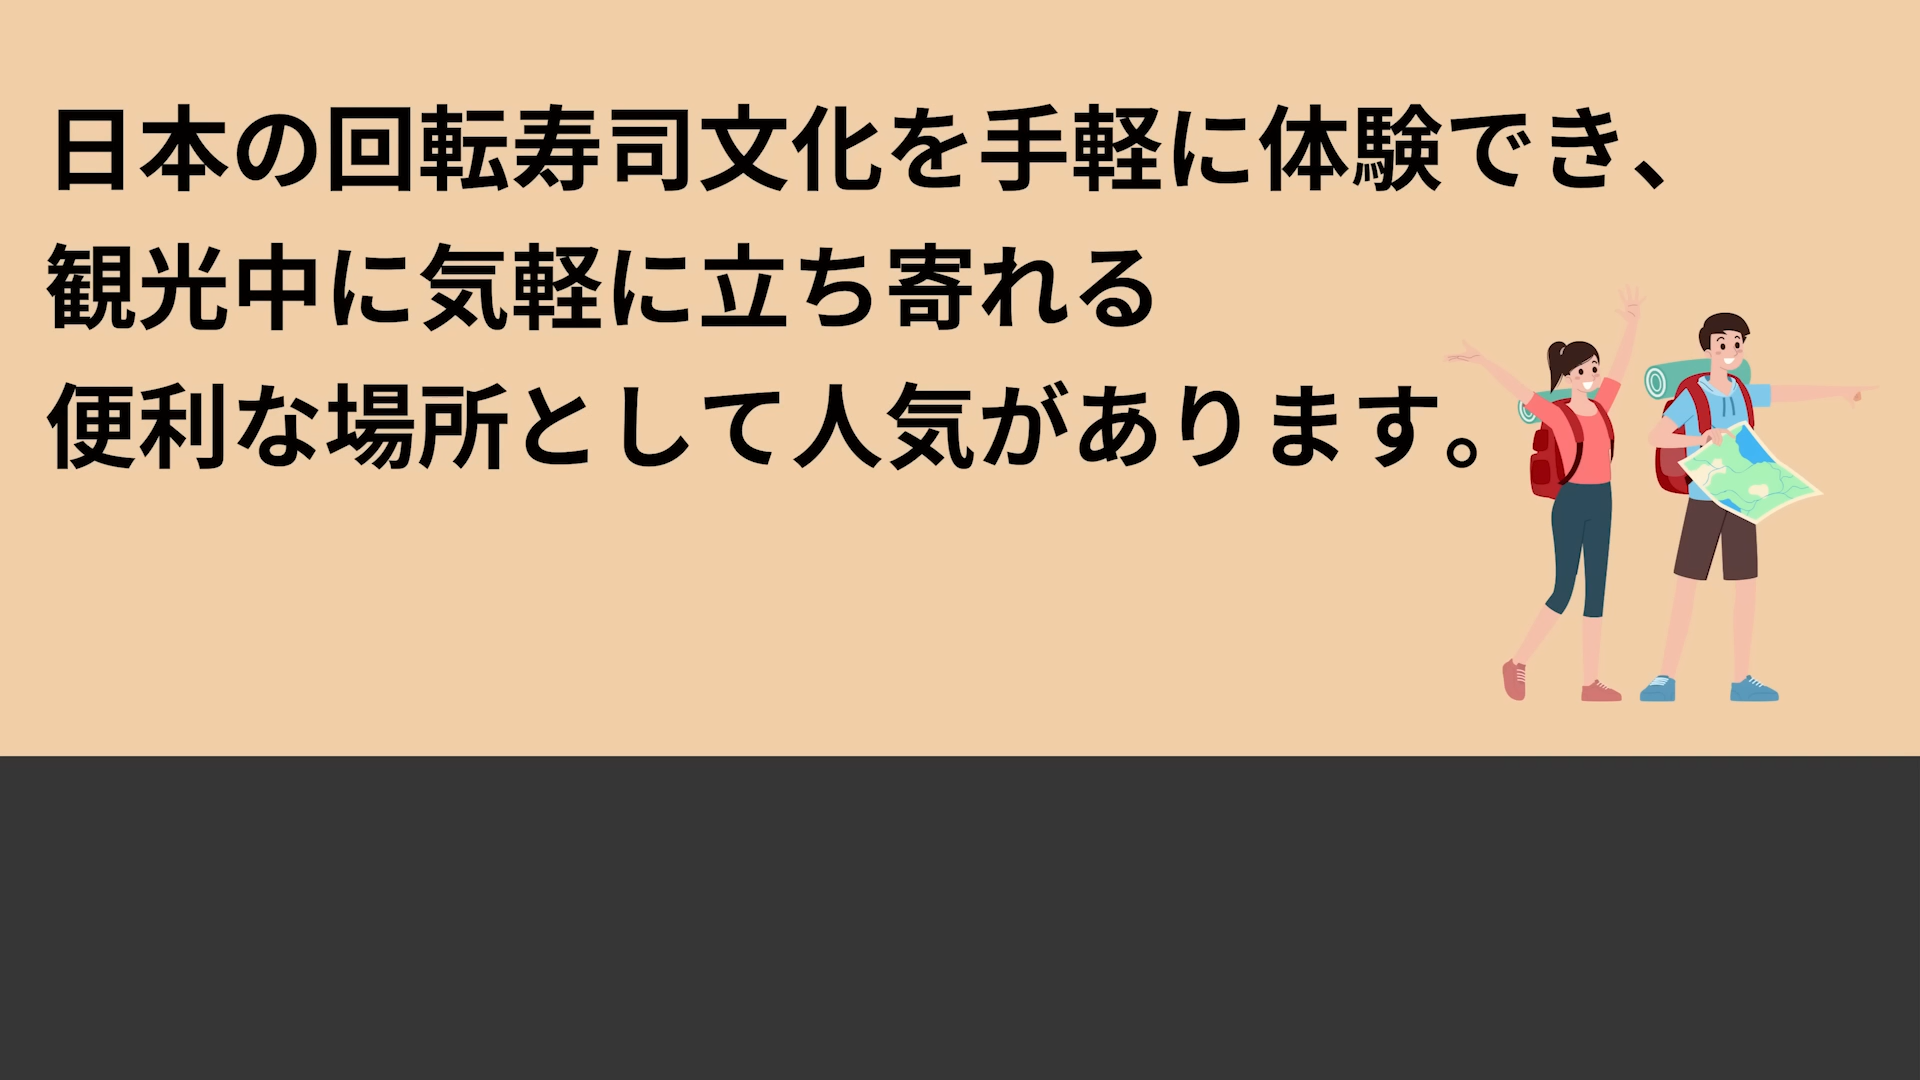 日本の回転寿司文化を手軽に体験でき、
観光中に気軽に立ち寄れる
便利な場所として人気があります。